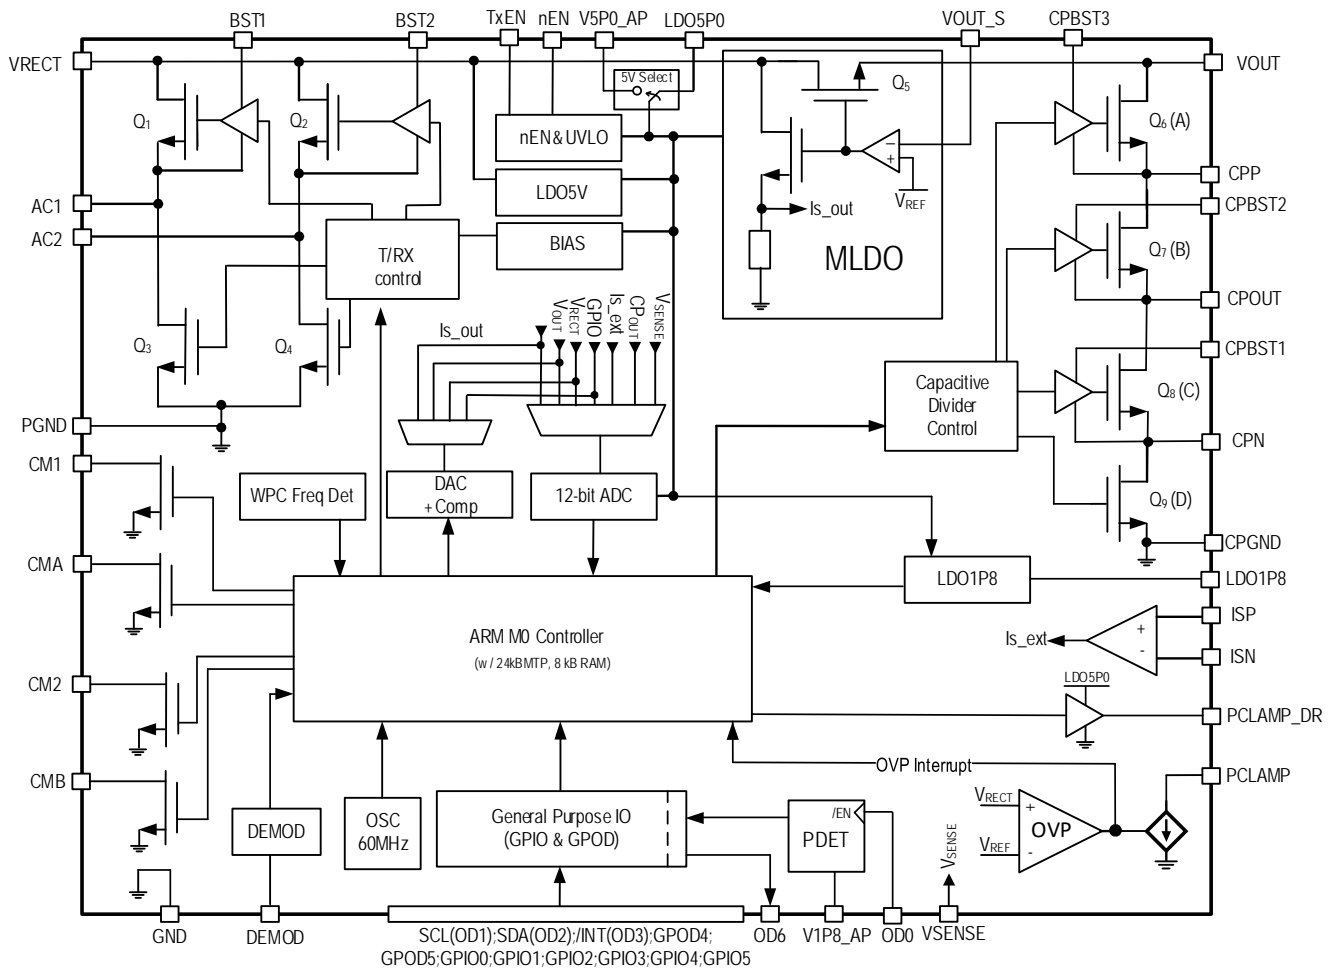 BST1
BST2
TxEN
nEN
V5P0_AP
LDO5P0
VOUT_S
CPBST3
VRECT
VOUT
5V Select
Q5
Q1
Q2
Q6 (A)
nEN & UVLO
−
+
VREF
CPP
LDO5V
AC1
Is_out
CPBST2
AC2
T/RX
control
BIAS
MLDO
Q7 (B)
CPOUT
VOUT
VRECT
GPIO
Is_ext
CPOUT
VSENSE
Is_out
Q3
Q4
CPBST1
Capacitive
Divider
Control
Q8 (C)
PGND
CPN
CM1
WPC Freq Det
DAC
+ Comp
12-bit ADC
Q9 (D)
CPGND
CMA
LDO1P8
LDO1P8
ARM M0 Controller
(w / 24kBMTP, 8 kB RAM)
ISP
+
-
Is_ext
ISN
CM2
LDO5P0
PCLAMP_DR
OVP Interrupt
PCLAMP
CMB
DEMOD
OSC
60MHz
General Purpose IO
(GPIO & GPOD)
/EN
PDET
VRECT
+
OVP
VREF
-
VSENSE
GND
DEMOD
SCL(OD1);SDA(OD2);/INT(OD3);GPOD4;
GPOD5;GPIO0;GPIO1;GPIO2;GPIO3;GPIO4;GPIO5
OD6
V1P8_AP
OD0
VSENSE